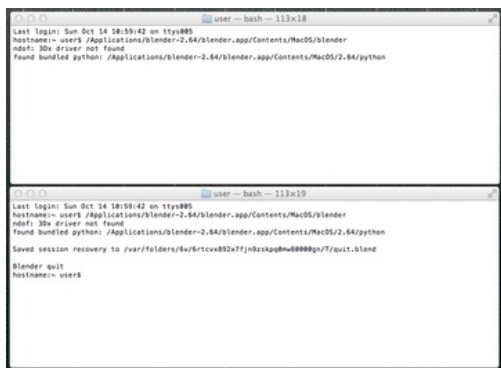 user — bash — 113×18
Last login: Sun Oct 14 10:59:42 on ttys005
hostname:~ user$ /Applications/blender-2.64/blender.app/Contents/MacOS/blender
ndof: 3Dx driver not found
found bundled python: /Applications/blender-2.64/blender.app/Contents/MacOS/2.64/python
user — bash — 113×19
Last login: Sun Oct 14 10:59:42 on ttys005
hostname:~ user$ /Applications/blender-2.64/blender.app/Contents/MacOS/blender
ndof: 3Dx driver not found
found bundled python: /Applications/blender-2.64/blender.app/Contents/MacOS/2.64/python
Saved session recovery to
Blender quit
hostname:~ user$